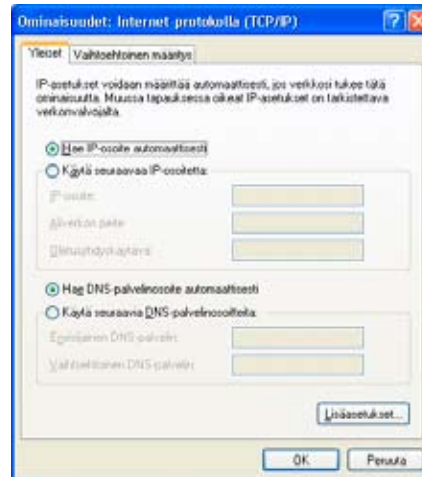 Ominaisuudet: Internet-protokolla (TCP/IP)
Yleiset
Vaihtoehtoinen määritys
IP-asetukset voidaan määrittää automaattisesti, jos verkkosi tukee tätä
ominaisuutta. Muussa tapauksessa oikeat IP-asetukset on tarkistettava
verkonvalvojalta.
Hae IP-osoite automaattisesti
Käytä seuraavaa IP-osoitetta:
IP-osoite:
Aliverkon peite:
Oletusyhdyskäytävä:
Hae DNS-palvelinosoite automaattisesti
Käytä seuraavia DNS-palvelinosoitteita:
Ensisijainen DNS-palvelin:
Vaihtoehtoinen DNS-palvelin:
Lisäasetukset...
OK
Peruuta